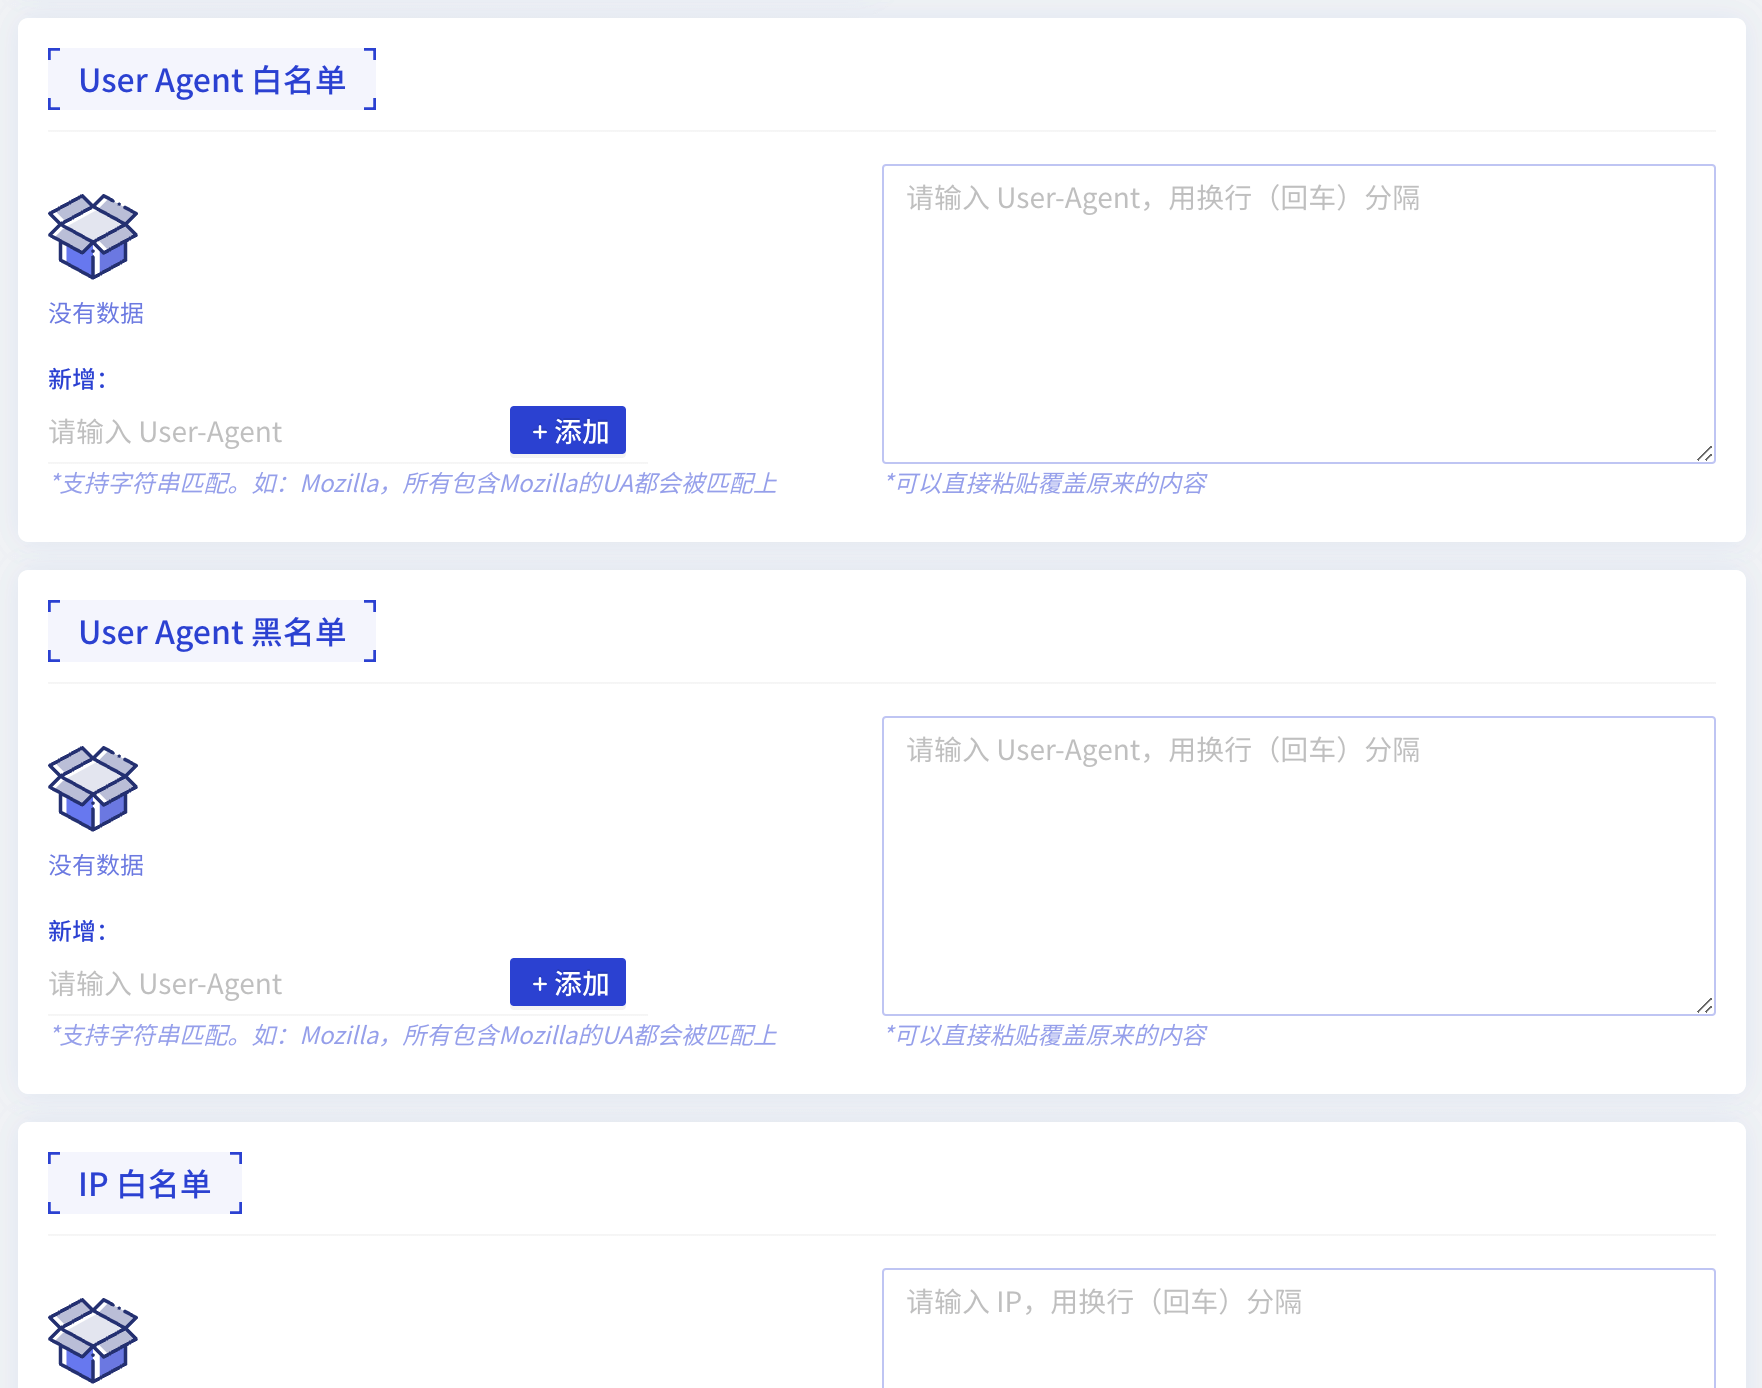 User Agent 白名单
请输入 User-Agent，用换行（回车）分隔
没有数据
新增：
请输入 User-Agent
+ 添加
*支持字符串匹配。如：Mozilla，所有包含Mozilla的UA都会被匹配上
*可以直接粘贴覆盖原来的内容
User Agent 黑名单
请输入 User-Agent，用换行（回车）分隔
没有数据
新增：
请输入 User-Agent
+ 添加
*支持字符串匹配。如：Mozilla，所有包含Mozilla的UA都会被匹配上
*可以直接粘贴覆盖原来的内容
IP 白名单
请输入 IP，用换行（回车）分隔